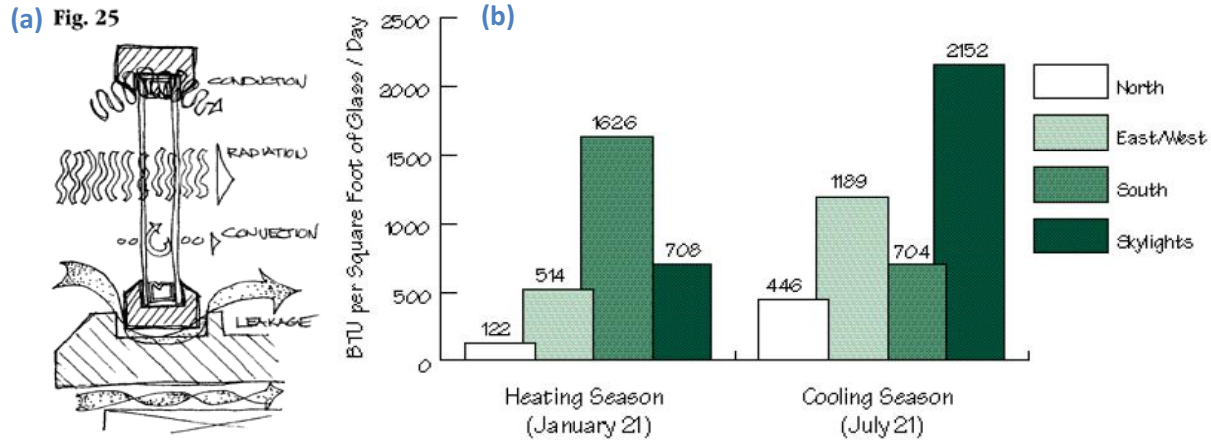 (a) Fig. 25
CONDUCTION
RADIATION
CONVECTION
LEAKAGE
(b)
BTU per Square Foot of Glass / Day
2500
2000
1500
1000
500
0
122
514
1626
708
446
1189
704
2152
Heating Season
(January 21)
Cooling Season
(July 21)
North
East/West
South
Skylights